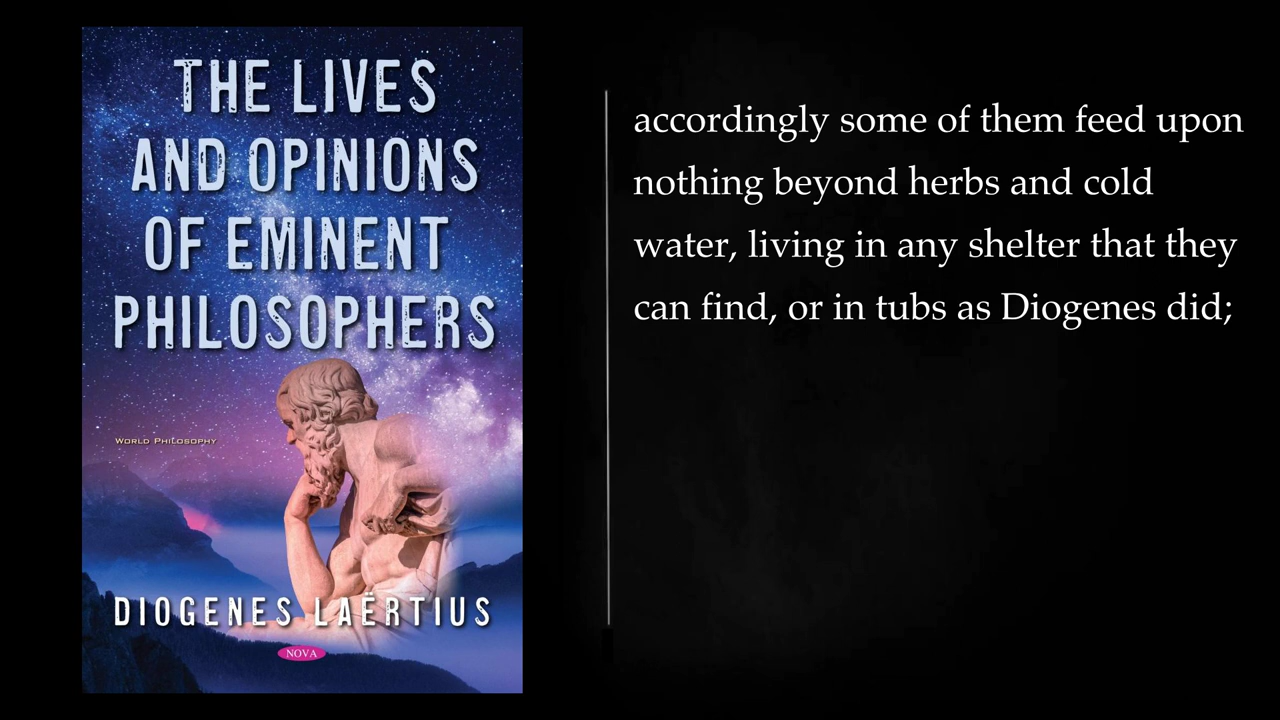 THE LIVES
AND OPINIONS
OF EMINENT
PHILOSOPHERS
WORLD PHILOSOPHY
DIOGENES LAËRTIUS
NOVA
accordingly some of them feed upon
nothing beyond herbs and cold
water, living in any shelter that they
can find, or in tubs as Diogenes did;